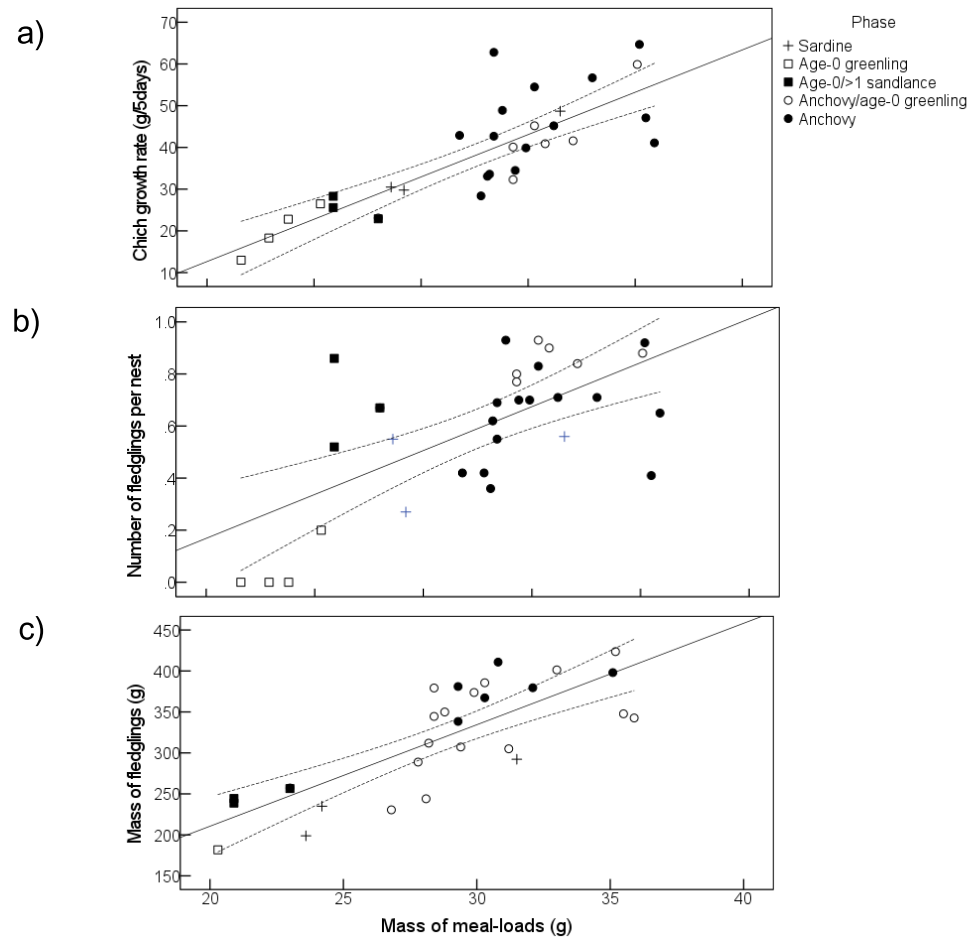 a)
70
60
50
40
30
20
10
Chich growth rate (g/5days)
Phase
Sardine
Age-0 greenling
Age-0/>1 sandlance
Anchovy/age-0 greenling
Anchovy
b)
1.0
.8
.6
.4
.2
.0
Number of fledglings per nest
c)
450
400
350
300
250
200
150
Mass of fledglings (g)
20 25 30 35 40
Mass of meal-loads (g)